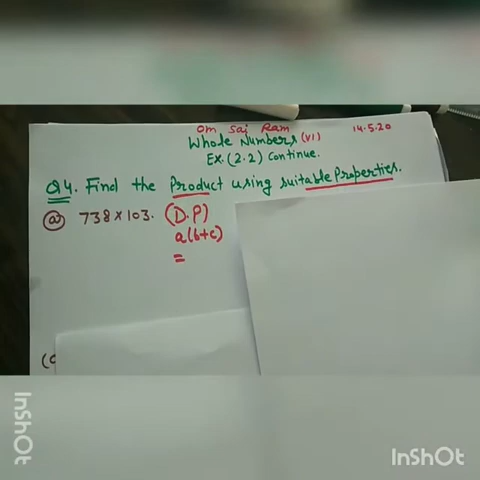 Om Sai Ram 14.5.20
Whole Numbers (VI)
Ex. (2.2) Continue.
Q4. Find the Product using suitable Properties.
(a) 738 × 103. (D.P)
a(b+c)
=
InShOt
InShOt